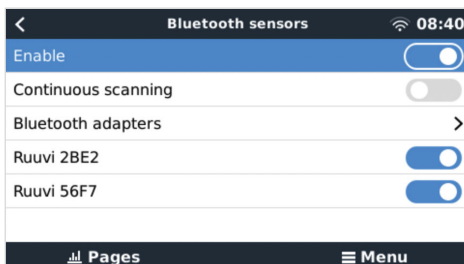 Bluetooth sensors 08:40
Enable
Continuous scanning
Bluetooth adapters
Ruuvi 2BE2
Ruuvi 56F7
Pages Menu